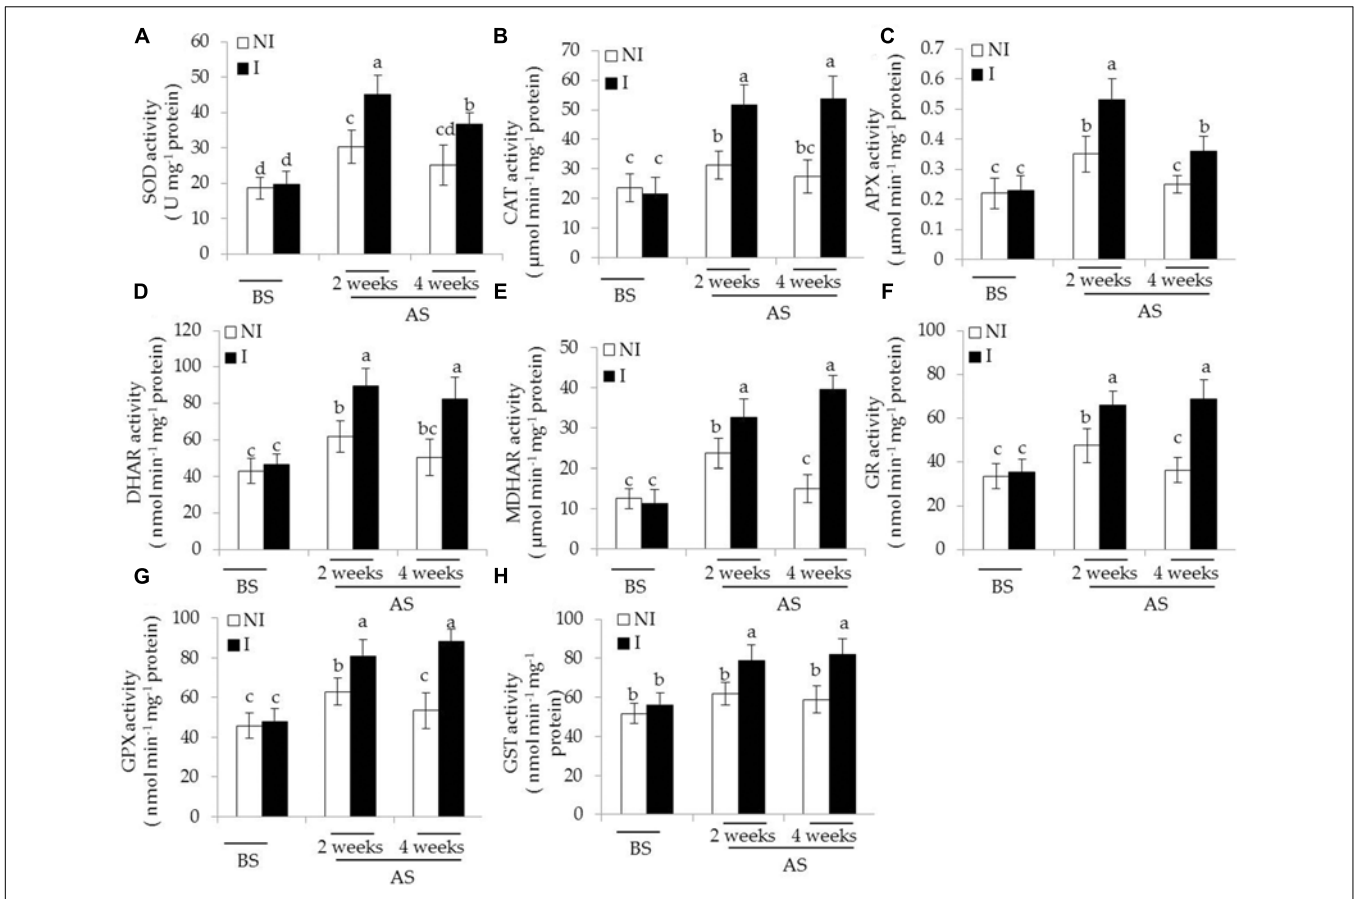 A
SOD activity
( U mg-1 protein)
60
50
40
30
20
10
0
NI
I
d
d
c
a
cd
b
BS
2 weeks
4 weeks
AS
B
CAT activity
( µmol min-1 mg-1 protein)
70
60
50
40
30
20
10
0
NI
I
c
c
b
a
bc
a
BS
2 weeks
4 weeks
AS
C
APX activity
( µmol min-1 mg-1 protein)
0.7
0.6
0.5
0.4
0.3
0.2
0.1
0
NI
I
c
c
b
a
c
b
BS
2 weeks
4 weeks
AS
D
DHAR activity
( nmol min-1 mg-1 protein)
120
100
80
60
40
20
0
NI
I
c
c
b
a
bc
a
BS
2 weeks
4 weeks
AS
E
MDHAR activity
( µmol min-1 mg-1 protein)
50
40
30
20
10
0
NI
I
c
c
b
a
c
a
BS
2 weeks
4 weeks
AS
F
GR activity
( nmol min-1 mg-1 protein)
100
80
60
40
20
0
NI
I
c
c
b
a
c
a
BS
2 weeks
4 weeks
AS
G
GPX activity
( nmol min-1 mg-1 protein)
100
80
60
40
20
0
NI
I
c
c
b
a
c
a
BS
2 weeks
4 weeks
AS
H
GST activity
( nmol min-1 mg-1
protein)
100
80
60
40
20
0
NI
I
b
b
b
a
b
a
BS
2 weeks
4 weeks
AS